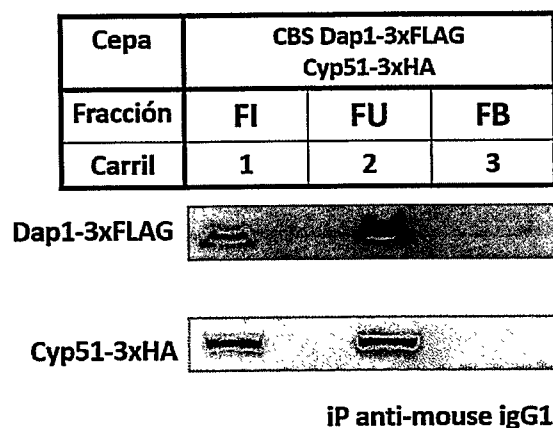 Cepa CBS Dap1-3xFLAG
Cyp51-3xHA
Fracción FI FU FB
Carril 1 2 3
Dap1-3xFLAG
Cyp51-3xHA
iP anti-mouse igG1